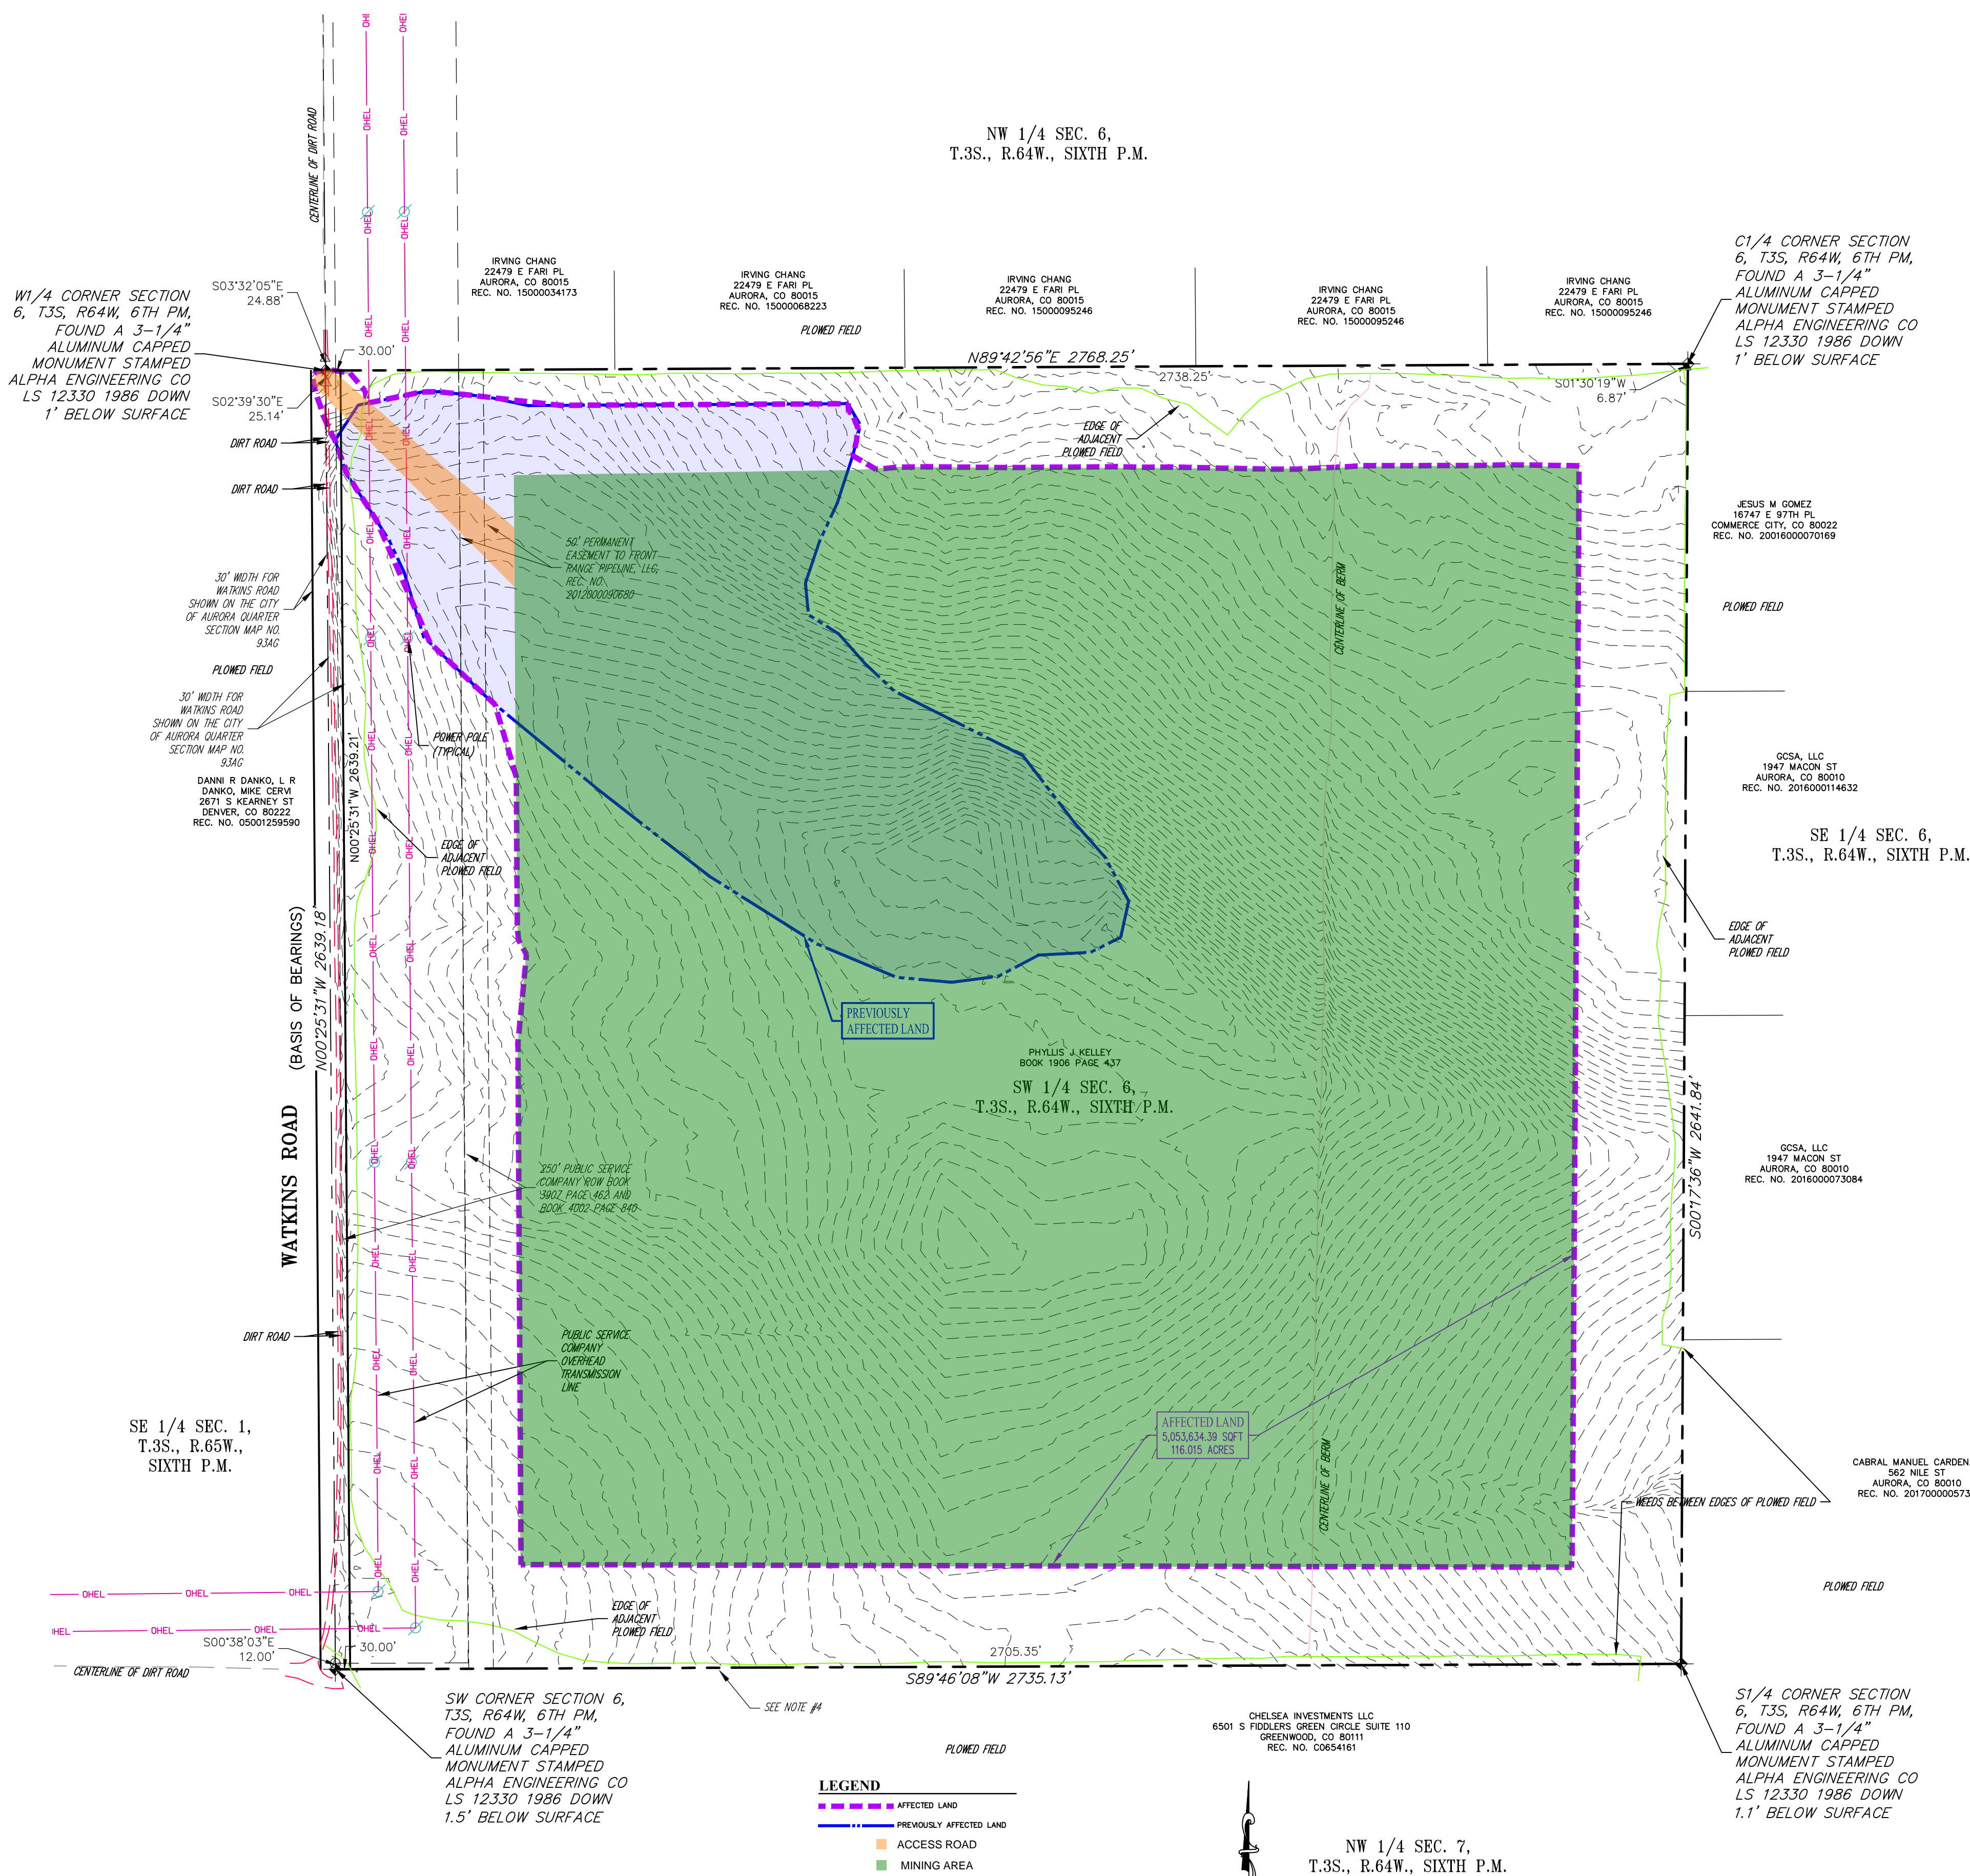 OHEL
OHEL
CENTERLINE OF DIRT ROAD
OHEL
OHEL
OHEL
OHEL
NW 1/4 SEC. 6,
T.3S., R.64W., SIXTH P.M.
IRVING CHANG
22479 E FARI PL
AURORA, CO 80015
REC. NO. 15000034173
IRVING CHANG
22479 E FARI PL
AURORA, CO 80015
REC. NO. 15000068223
IRVING CHANG
22479 E FARI PL
AURORA, CO 80015
REC. NO. 15000095246
IRVING CHANG
22479 E FARI PL
AURORA, CO 80015
REC. NO. 15000095246
IRVING CHANG
22479 E FARI PL
AURORA, CO 80015
REC. NO. 15000095246
PLOWED FIELD
C1/4 CORNER SECTION
6, T3S, R64W, 6TH PM,
FOUND A 3-1/4"
ALUMINUM CAPPED
MONUMENT STAMPED
ALPHA ENGINEERING CO
LS 12330 1986 DOWN
1' BELOW SURFACE
W1/4 CORNER SECTION
6, T3S, R64W, 6TH PM,
FOUND A 3-1/4"
ALUMINUM CAPPED
MONUMENT STAMPED
ALPHA ENGINEERING CO
LS 12330 1986 DOWN
1' BELOW SURFACE
S03°32'05"E
24.88'
30.00'
N89°42'56"E 2768.25'
2738.25'
S01°30'19"W
6.87'
S02°39'30"E
25.14'
DIRT ROAD
DIRT ROAD
EDGE OF
ADJACENT
PLOWED FIELD
JESUS M GOMEZ
16747 E 97TH PL
COMMERCE CITY, CO 80022
REC. NO. 20016000070169
PLOWED FIELD
50' PERMANENT
EASEMENT TO FRONT
RANGE PIPELINE, LLC,
REC. NO.
2012000090680
CENTERLINE OF BERM
30' WIDTH FOR
WATKINS ROAD
SHOWN ON THE CITY
OF AURORA QUARTER
SECTION MAP NO.
93AG
PLOWED FIELD
30' WIDTH FOR
WATKINS ROAD
SHOWN ON THE CITY
OF AURORA QUARTER
SECTION MAP NO.
93AG
POWER POLE
(TYPICAL)
N00°25'31"W 2639.21'
DANNI R DANKO, L R
DANKO, MIKE CERVI
2671 S KEARNEY ST
DENVER, CO 80222
REC. NO. 05001259590
EDGE OF
ADJACENT
PLOWED FIELD
GCSA, LLC
1947 MACON ST
AURORA, CO 80010
REC. NO. 2016000114632
SE 1/4 SEC. 6,
T.3S., R.64W., SIXTH P.M.
EDGE OF
ADJACENT
PLOWED FIELD
(BASIS OF BEARINGS)
N00°25'31"W 2639.18'
WATKINS ROAD
PREVIOUSLY
AFFECTED LAND
PHYLLIS J KELLEY
BOOK 1906 PAGE 437
SW 1/4 SEC. 6,
T.3S., R.64W., SIXTH P.M.
S00°17'36"W 2641.84'
GCSA, LLC
1947 MACON ST
AURORA, CO 80010
REC. NO. 2016000073084
250' PUBLIC SERVICE
COMPANY ROW BOOK
3907 PAGE 462 AND
BOOK 4002 PAGE 840
DIRT ROAD
PUBLIC SERVICE
COMPANY
OVERHEAD
TRANSMISSION
LINE
SE 1/4 SEC. 1,
T.3S., R.65W.,
SIXTH P.M.
AFFECTED LAND
5,053,634.39 SQFT
116.015 ACRES
CENTERLINE OF BERM
CABRAL MANUEL CARDEN
562 NILE ST
AURORA, CO 80010
REC. NO. 201700000573
WEEDS BETWEEN EDGES OF PLOWED FIELD
PLOWED FIELD
OHEL OHEL OHEL
HEL OHEL OHEL OHEL
EDGE OF
ADJACENT
PLOWED FIELD
S00°38'03"E
12.00'
30.00'
2705.35'
CENTERLINE OF DIRT ROAD
S89°46'08"W 2735.13'
SEE NOTE #4
SW CORNER SECTION 6,
T3S, R64W, 6TH PM,
FOUND A 3-1/4"
ALUMINUM CAPPED
MONUMENT STAMPED
ALPHA ENGINEERING CO
LS 12330 1986 DOWN
1.5' BELOW SURFACE
PLOWED FIELD
CHELSEA INVESTMENTS LLC
6501 S FIDDLERS GREEN CIRCLE SUITE 110
GREENWOOD, CO 80111
REC. NO. C0654161
S1/4 CORNER SECTION
6, T3S, R64W, 6TH PM,
FOUND A 3-1/4"
ALUMINUM CAPPED
MONUMENT STAMPED
ALPHA ENGINEERING CO
LS 12330 1986 DOWN
1.1' BELOW SURFACE
LEGEND
AFFECTED LAND
PREVIOUSLY AFFECTED LAND
ACCESS ROAD
MINING AREA
NW 1/4 SEC. 7,
T.3S., R.64W., SIXTH P.M.